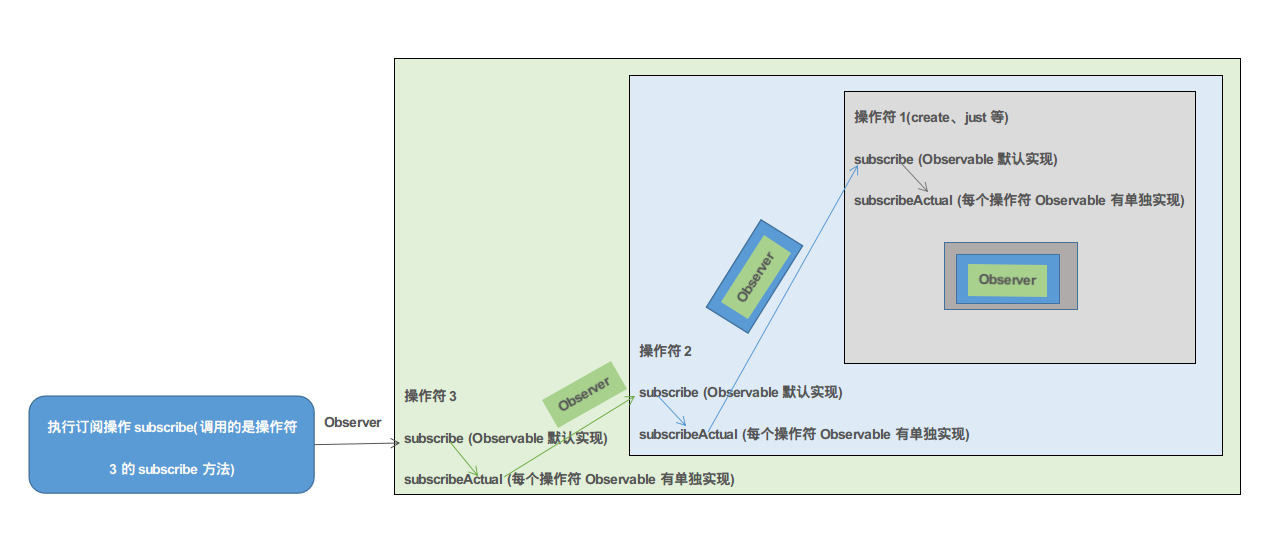 操作符 1(create、just 等)
subscribe (Observable 默认实现)
subscribeActual (每个操作符 Observable 有单独实现)
Observer
Observer
操作符 2
subscribe (Observable 默认实现)
subscribeActual (每个操作符 Observable 有单独实现)
Observer
操作符 3
subscribe (Observable 默认实现)
subscribeActual (每个操作符 Observable 有单独实现)
Observer
执行订阅操作 subscribe( 调用的是操作符
3 的 subscribe 方法)